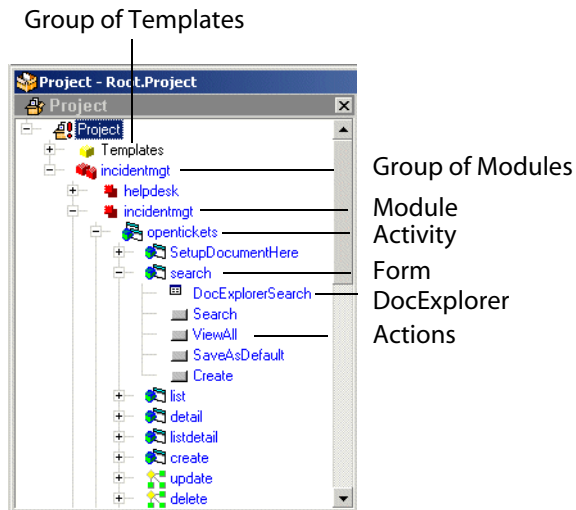 Group of Templates
Project - Root.Project
Project
Project
Templates
incidentmgt
Group of Modules
helpdesk
incidentmgt
Module
opentickets
Activity
SetupDocumentHere
search
Form
DocExplorerSearch
DocExplorer
Search
ViewAll
Actions
SaveAsDefault
Create
list
detail
listdetail
create
update
delete